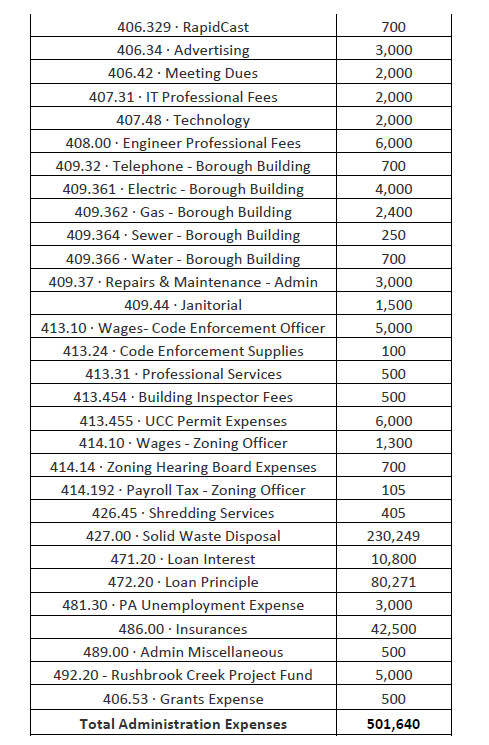 406.329 · RapidCast 700
406.34 · Advertising 3,000
406.42 · Meeting Dues 2,000
407.31 · IT Professional Fees 2,000
407.48 · Technology 2,000
408.00 · Engineer Professional Fees 6,000
409.32 · Telephone - Borough Building 700
409.361 · Electric - Borough Building 4,000
409.362 · Gas - Borough Building 2,400
409.364 · Sewer - Borough Building 250
409.366 · Water - Borough Building 700
409.37 · Repairs & Maintenance - Admin 3,000
409.44 · Janitorial 1,500
413.10 · Wages- Code Enforcement Officer 5,000
413.24 · Code Enforcement Supplies 100
413.31 · Professional Services 500
413.454 · Building Inspector Fees 500
413.455 · UCC Permit Expenses 6,000
414.10 · Wages - Zoning Officer 1,300
414.14 · Zoning Hearing Board Expenses 700
414.192 · Payroll Tax - Zoning Officer 105
426.45 · Shredding Services 405
427.00 · Solid Waste Disposal 230,249
471.20 · Loan Interest 10,800
472.20 · Loan Principle 80,271
481.30 · PA Unemployment Expense 3,000
486.00 · Insurances 42,500
489.00 · Admin Miscellaneous 500
492.20 - Rushbrook Creek Project Fund 5,000
406.53 · Grants Expense 500
Total Administration Expenses 501,640